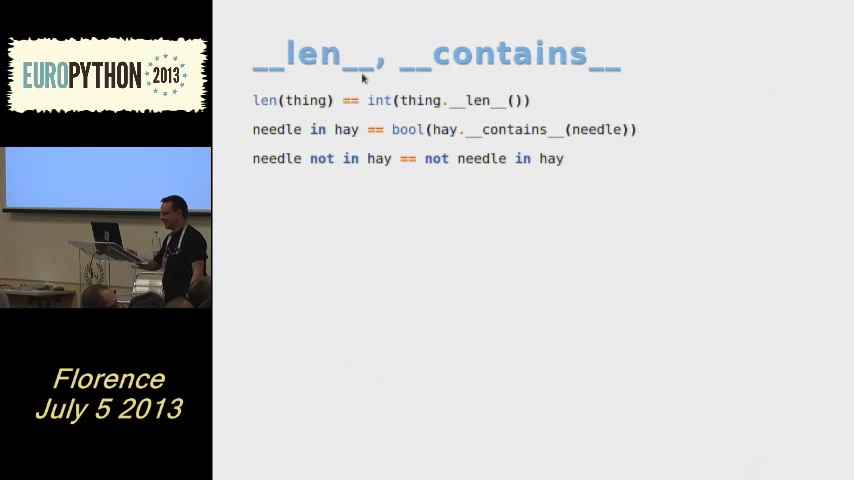 EUROPYTHON 2013
Florence
July 5 2013
__len__, __contains__
len(thing) == int(thing.__len__())
needle in hay == bool(hay.__contains__(needle))
needle not in hay == not needle in hay